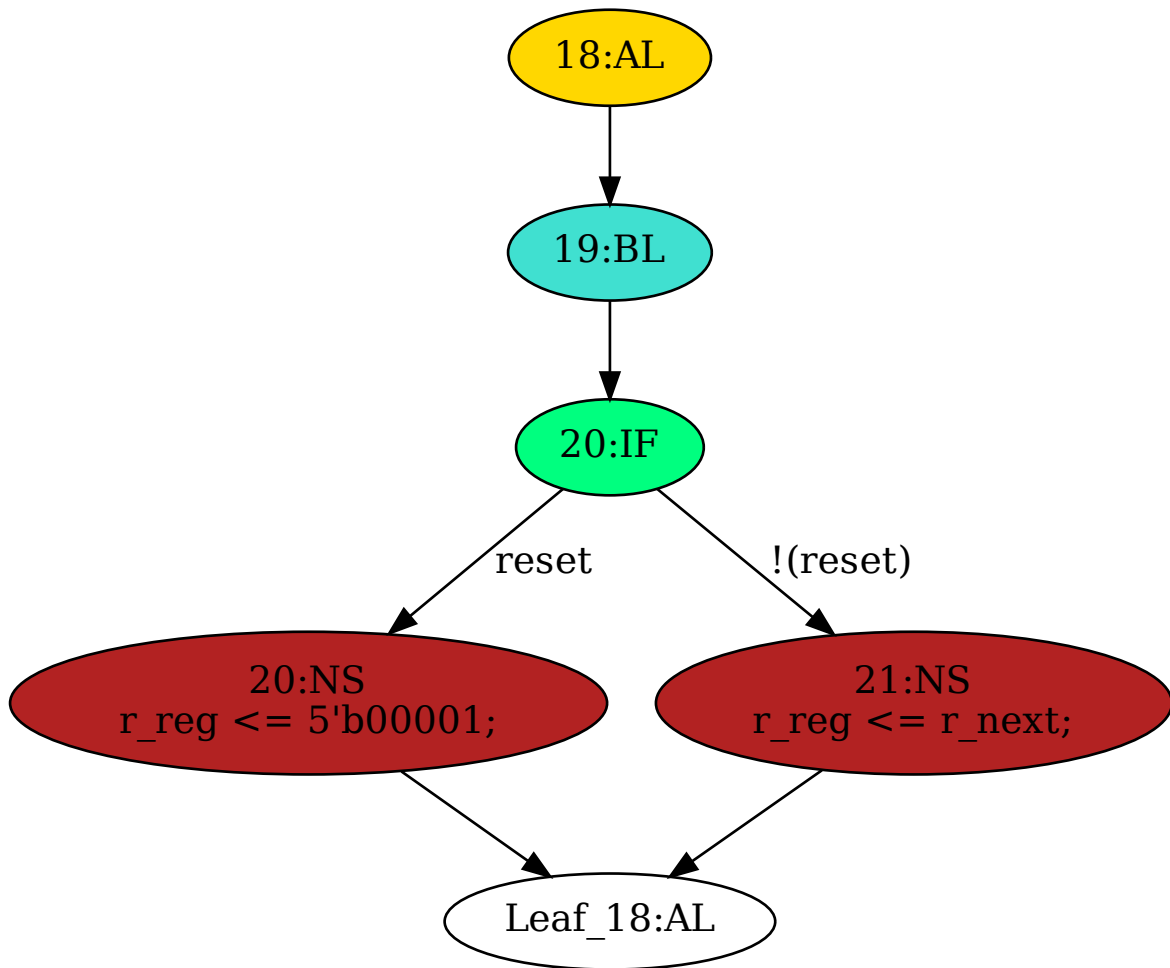 18:AL
19:BL
20:IF
reset
!(reset)
20:NS
r_reg <= 5'b00001;
21:NS
r_reg <= r_next;
Leaf_18:AL